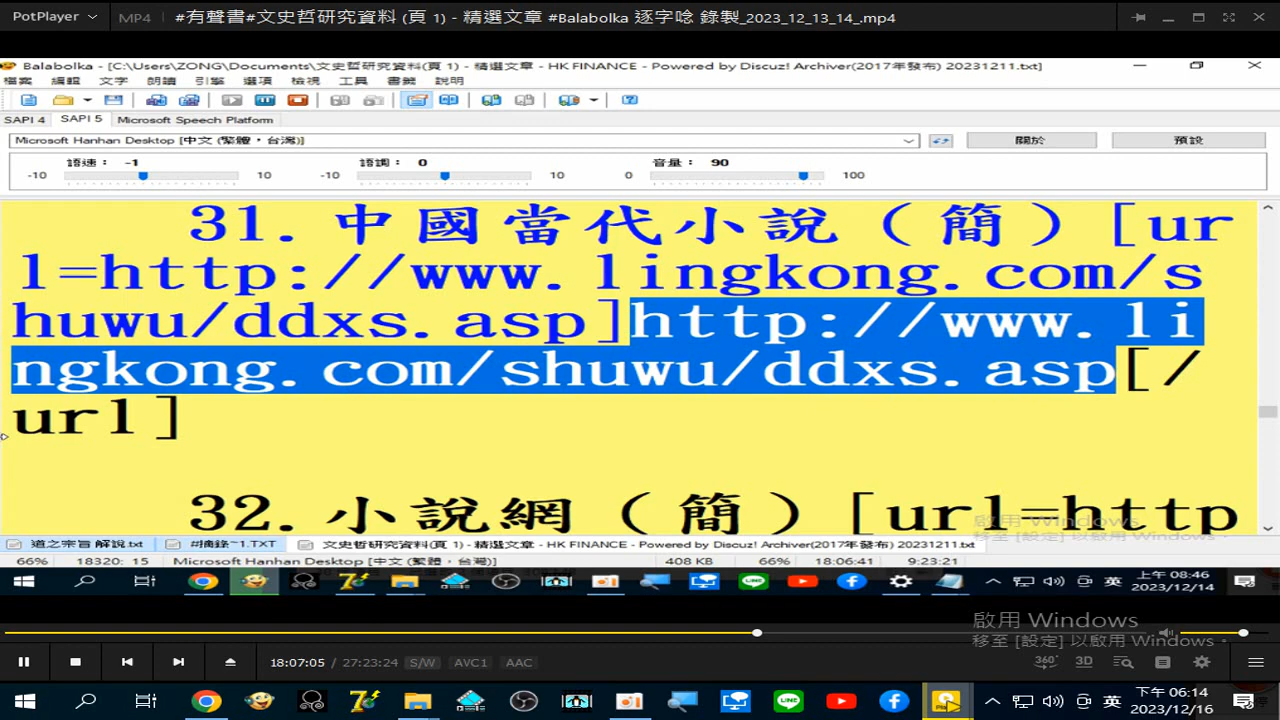 PotPlayer
MP4
#有聲書#文史哲研究資料 (頁 1) - 精選文章 #Balabolka 逐字唸 錄製_2023_12_13_14_.mp4
Balabolka - [C:\Users\ZONG\Documents\文史哲研究資料(頁 1) - 精選文章 - HK FINANCE - Powered by Discuz! Archiver(2017年發布) 20231211.txt]
檔案 編輯 文字 朗讀 引擎 選項 檢視 工具 書籤 說明
SAPI 4 SAPI 5 Microsoft Speech Platform
Microsoft Hanhan Desktop [中文 (繁體，台灣)]
關於 預設
語速： -1 語調： 0 音量： 90
-10 10 -10 10 0 100
31.中國當代小說（簡）[ur
l=http://www.lingkong.com/s
huwu/ddxs.asp]http://www.li
ngkong.com/shuwu/ddxs.asp[/
url]
32.小說網（簡）[url=http
啟用 Windows
移至 [設定] 以啟用 Windows。
道之宗旨 解說.txt #摘錄~1.TXT 文史哲研究資料(頁 1) - 精選文章 - HK FINANCE - Powered by Discuz! Archiver(2017年發布) 20231211.txt
66% 18320: 15 Microsoft Hanhan Desktop [中文 (繁體，台灣)] 408 KB 66% 18:06:41 9:23:21
英 上午 08:46
2023/12/14
啟用 Windows
移至 [設定] 以啟用 Windows。
18:07:05 / 27:23:24 S/W AVC1 AAC
360° 3D
英 下午 06:14
2023/12/16